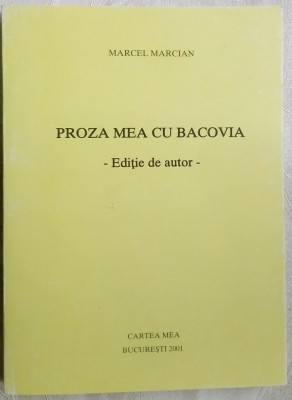 MARCEL MARCIAN
PROZA MEA CU BACOVIA
- Ediţie de autor -
CARTEA MEA
BUCUREŞTI 2001